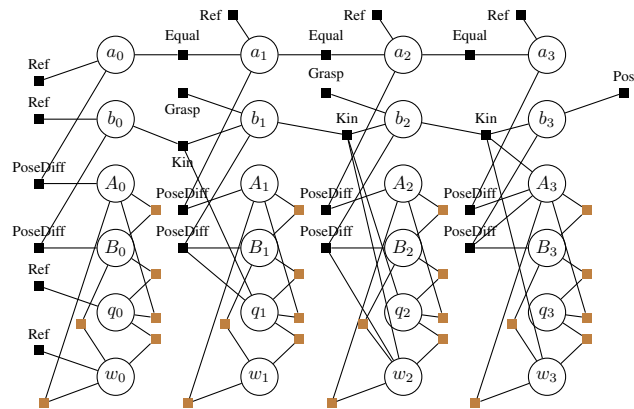 Ref Ref Ref
Equal Equal Equal
a₀ a₁ a₂ a₃
Ref
Grasp Pos
Ref Grasp
b₀ b₁ b₂ b₃
Kin Kin
Kin
PoseDiff A₀ A₁ A₂ A₃
PoseDiff PoseDiff PoseDiff
PoseDiff PoseDiff PoseDiff PoseDiff
B₀ B₁ B₂ B₃
Ref
q₀ q₁ q₂ q₃
Ref
w₀ w₁ w₂ w₃